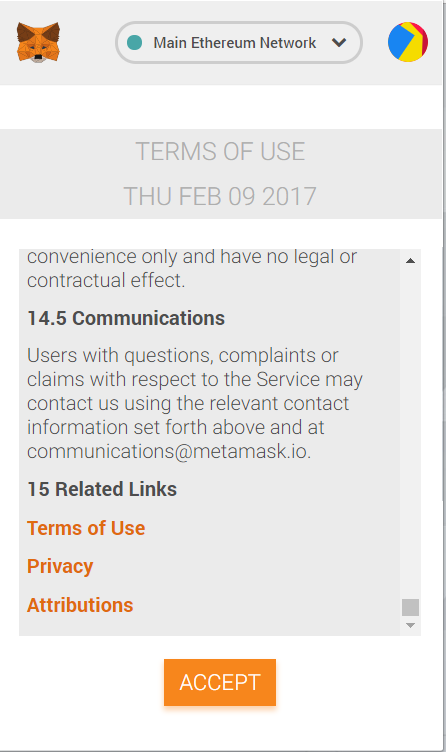 Main Ethereum Network
TERMS OF USE
THU FEB 09 2017
convenience only and have no legal or
contractual effect.
14.5 Communications
Users with questions, complaints or
claims with respect to the Service may
contact us using the relevant contact
information set forth above and at
communications@metamask.io.
15 Related Links
Terms of Use
Privacy
Attributions
ACCEPT